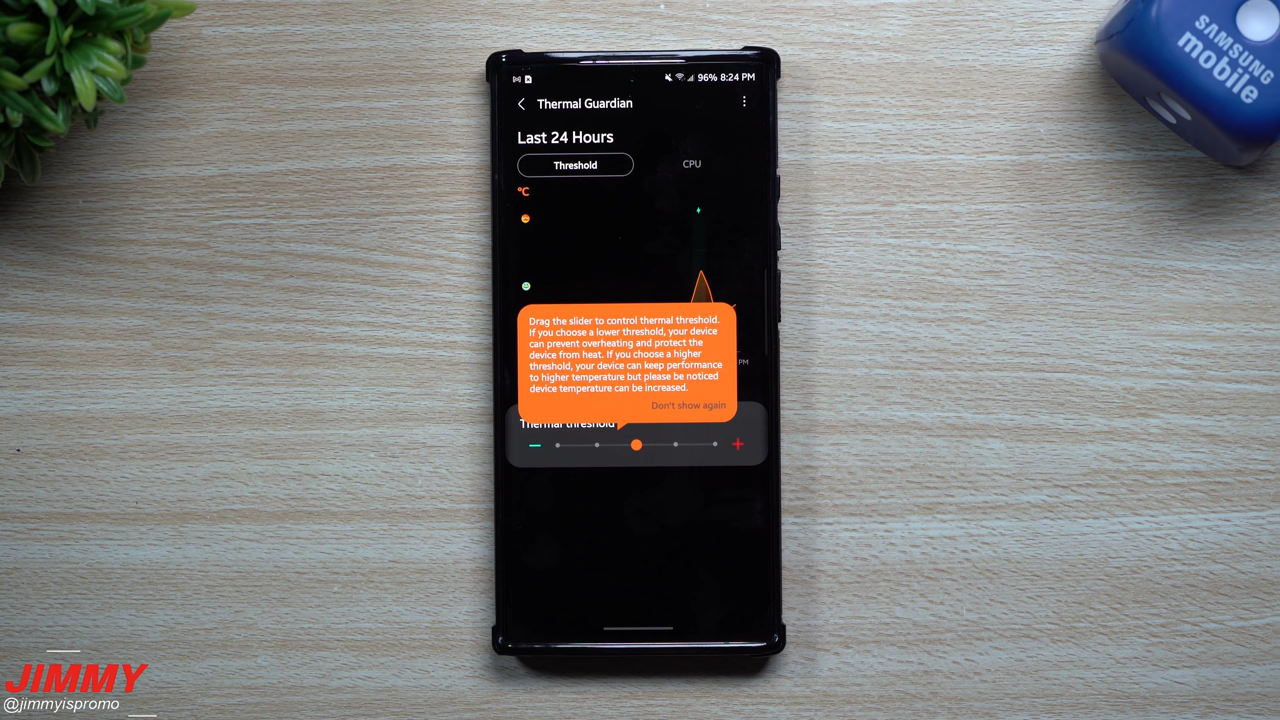 SAMSUNG
mobile
96% 8:24 PM
Thermal Guardian
Last 24 Hours
Threshold
CPU
°C
Drag the slider to control thermal threshold.
If you choose a lower threshold, your device
can prevent overheating and protect the
device from heat. If you choose a higher
threshold, your device can keep performance
to higher temperature but please be noticed
device temperature can be increased.
PM
Don't show again
Thermal threshold
JIMMY
@jimmyispromo